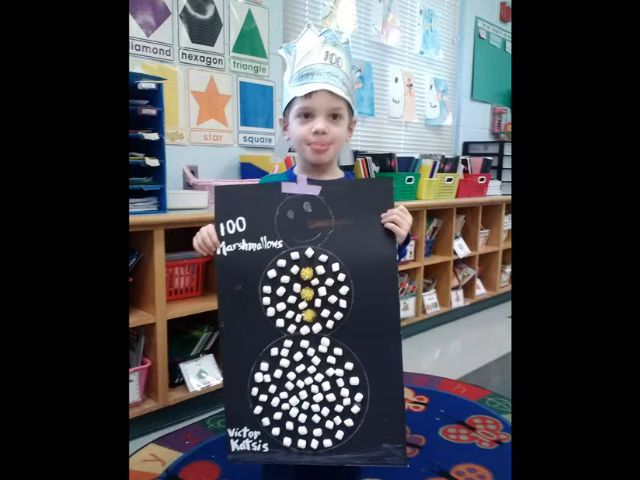 diamond
hexagon
triangle
star
square
100
100
Marshmallows
Victor
Katsis